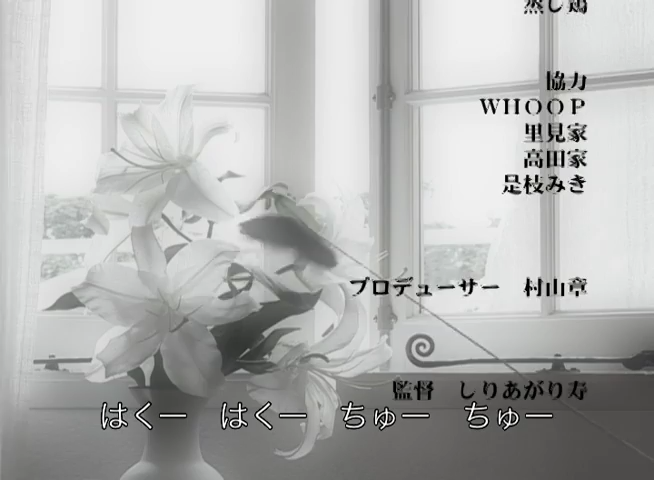 蒸し鶏
協力
WHOOP
里見家
高田家
是枝みき
プロデューサー　村山章
監督　しりあがり寿
はくー　はくー　ちゅー　ちゅー